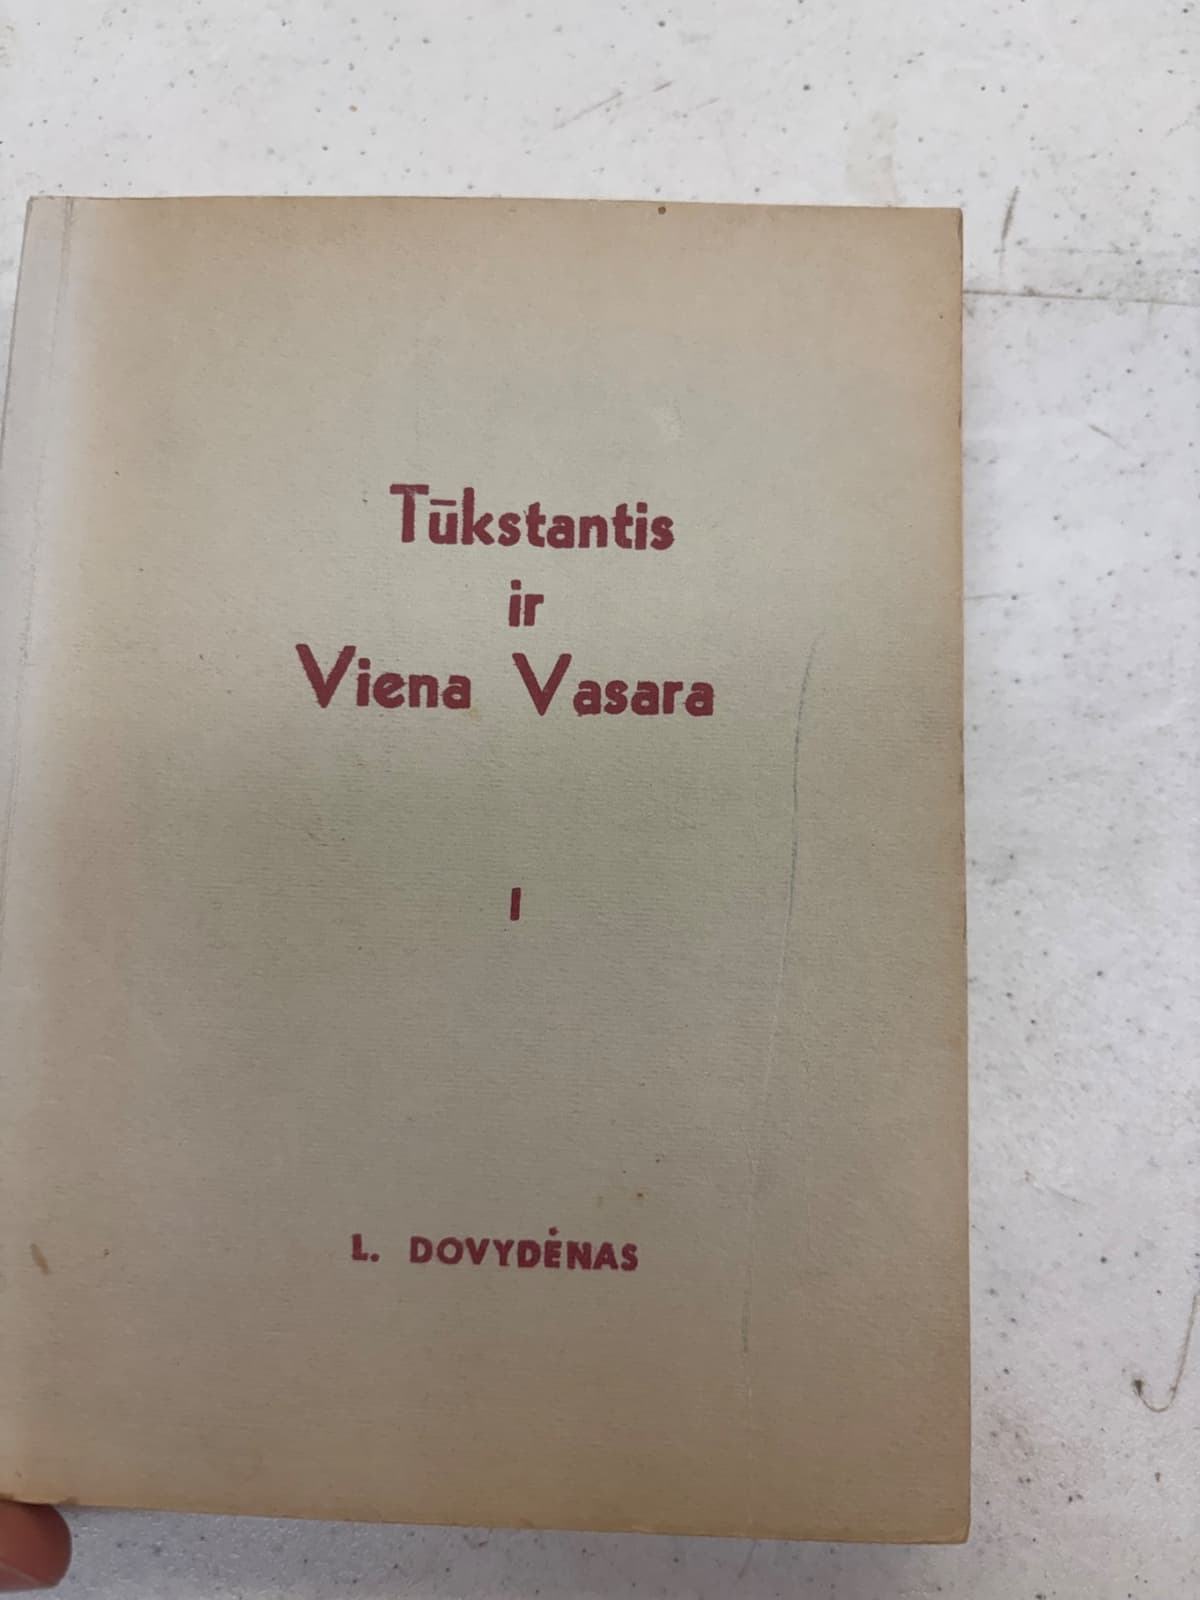 Tūkstantis
ir
Viena Vasara
I
L. DOVYDĖNAS